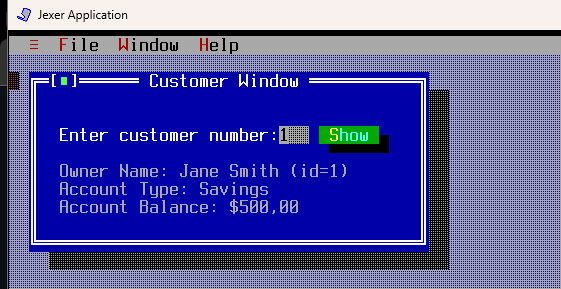 Jexer Application
≡ File Window Help
[■] Customer Window
Enter customer number:1 Show
Owner Name: Jane Smith (id=1)
Account Type: Savings
Account Balance: $500,00